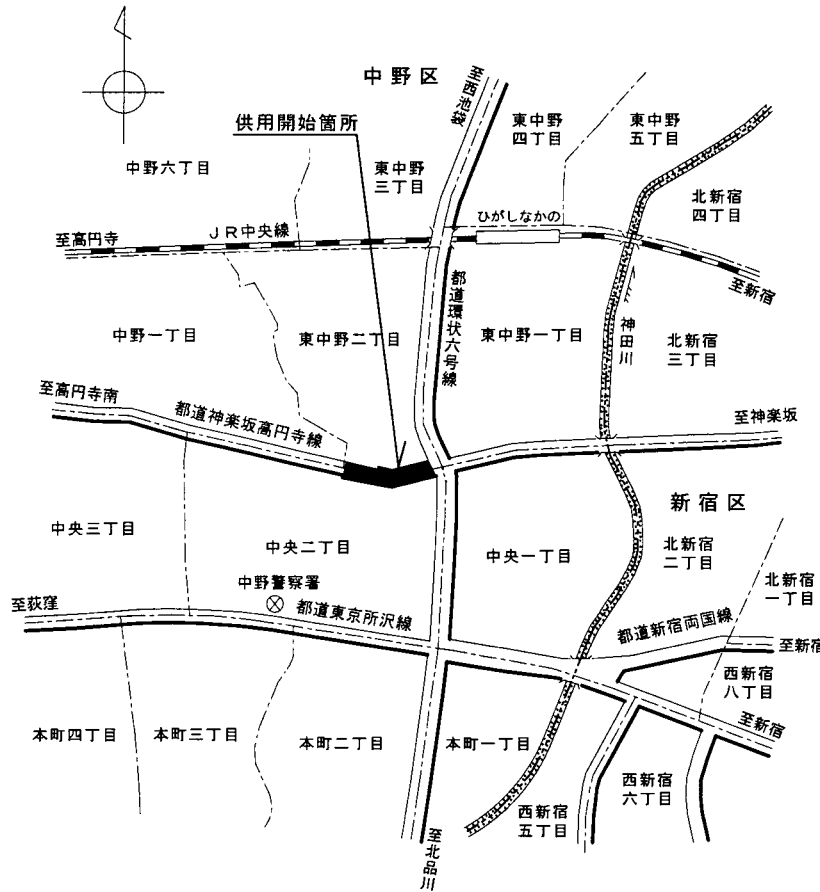 中野区
至西池袋
東中野
四丁目
東中野
五丁目
供用開始箇所
中野六丁目
東中野
三丁目
北新宿
四丁目
ひがしなかの
至高円寺
JR中央線
至新宿
都道環状六号線
神田川
中野一丁目
東中野二丁目
東中野一丁目
北新宿
三丁目
至高円寺南
都道神楽坂高円寺線
至神楽坂
新宿区
中央三丁目
中央二丁目
中央一丁目
北新宿
二丁目
北新宿
一丁目
中野警察署
至荻窪
都道東京所沢線
都道新宿両国線
至新宿
西新宿
八丁目
至新宿
本町四丁目
本町三丁目
本町二丁目
本町一丁目
西新宿
六丁目
西新宿
五丁目
至北品川